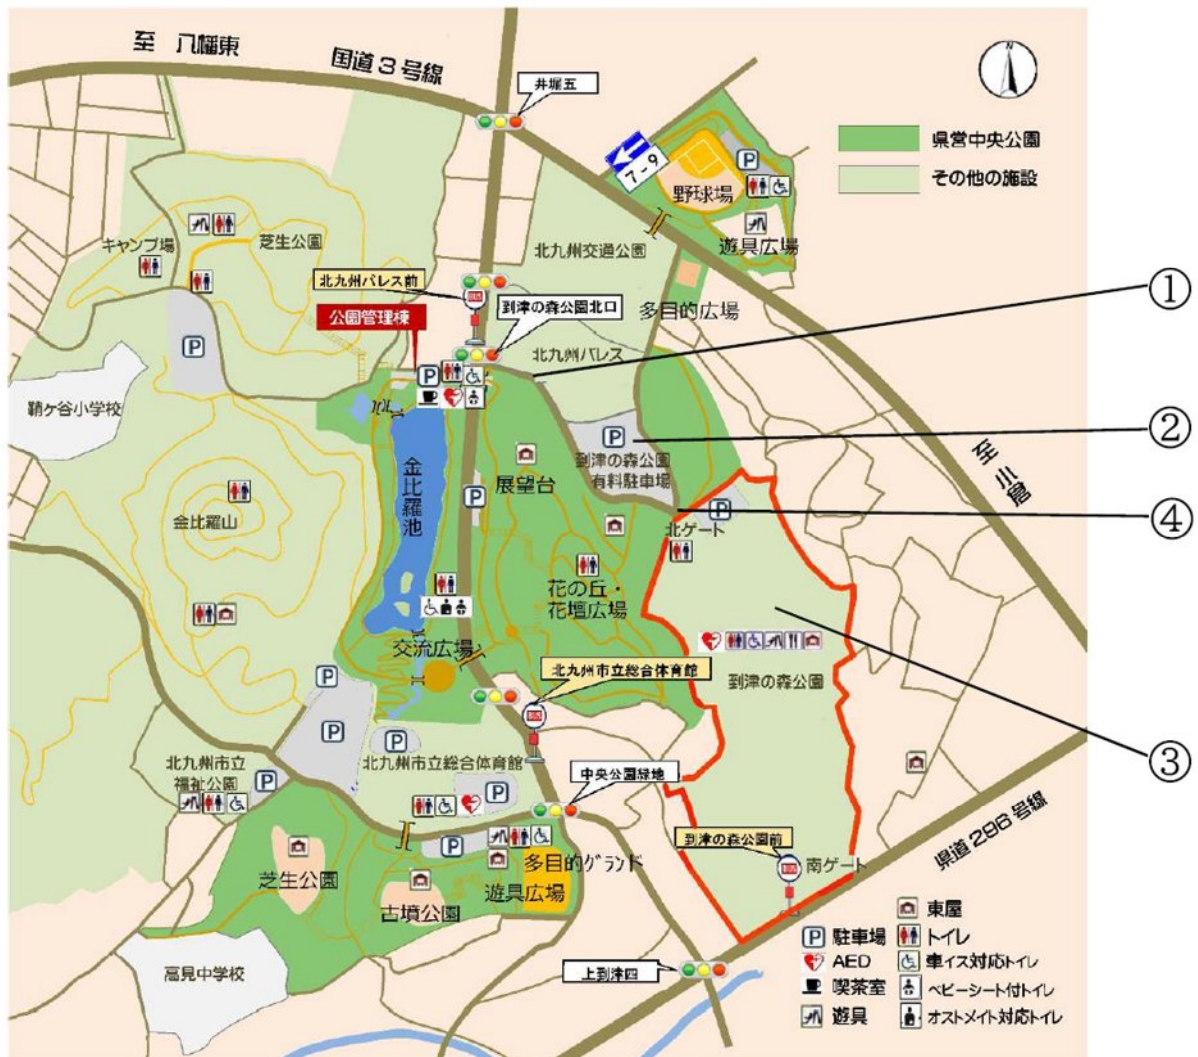 至 八幡東
国道3号線
井堀五
N
7-9
野球場
遊具広場
県営中央公園
その他の施設
キャンプ場
芝生公園
北九州交通公園
北九州パレス前
到津の森公園北口
公園管理棟
多目的広場
北九州パレス
①
②
③
④
鞘ヶ谷小学校
到津の森公園
有料駐車場
至 小倉
金比羅池
展望台
北ゲート
金比羅山
花の丘・
花壇広場
交流広場
北九州市立総合体育館
到津の森公園
北九州市立
福祉公園
北九州市立総合体育館
中央公園緑地
県道296号線
到津の森公園前
南ゲート
多目的グランド
遊具広場
芝生公園
古墳公園
高見中学校
上到津四
東屋
P 駐車場
トイレ
AED
車イス対応トイレ
喫茶室
ベビーシート付トイレ
遊具
オストメイト対応トイレ